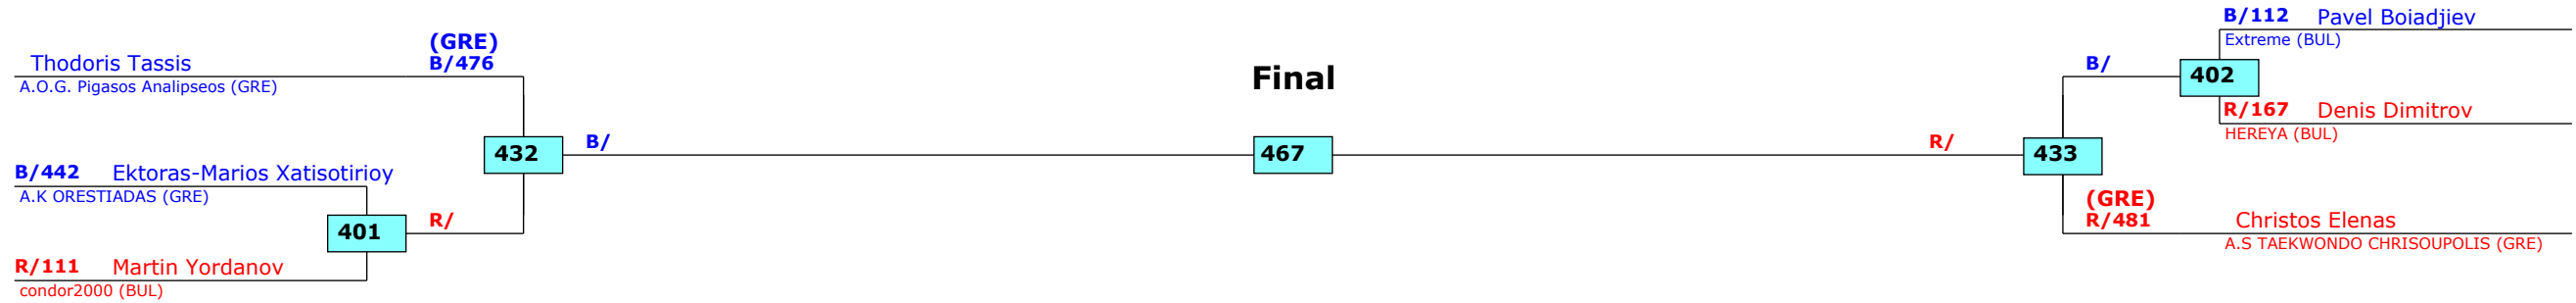 (GRE)
Thodoris Tassis B/476
A.O.G. Pigasos Analipseos (GRE)
432 B/
B/442 Ektoras-Marios Xatisotirioy
A.K ORESTIADAS (GRE)
401 R/
R/111 Martin Yordanov
condor2000 (BUL)
Final
467
B/112 Pavel Boiadjiev
Extreme (BUL)
B/ 402
R/167 Denis Dimitrov
HEREYA (BUL)
R/ 433
(GRE)
R/481 Christos Elenas
A.S TAEKWONDO CHRISOUPOLIS (GRE)